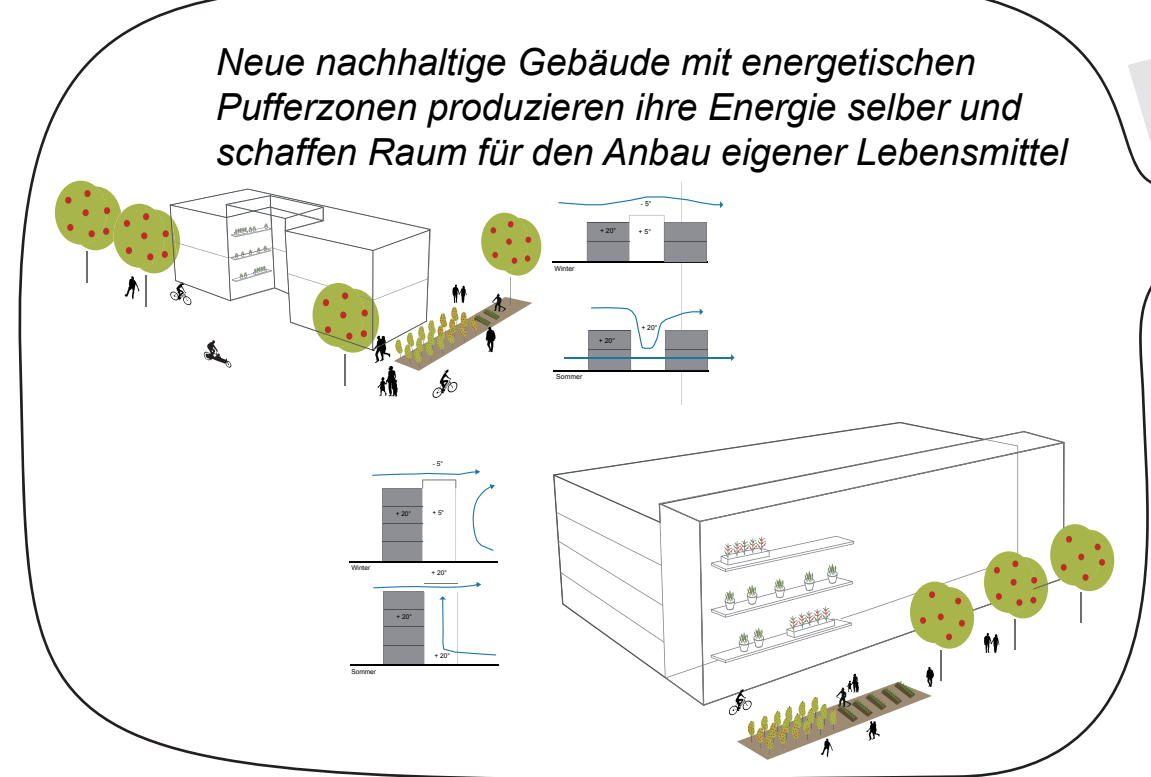 Neue nachhaltige Gebäude mit energetischen
Pufferzonen produzieren ihre Energie selber und
schaffen Raum für den Anbau eigener Lebensmittel
- 5°
+ 20°
+ 5°
Winter
+ 20°
+ 20°
Sommer
- 5°
+ 20°
+ 5°
Winter
+ 20°
+ 20°
+ 20°
Sommer